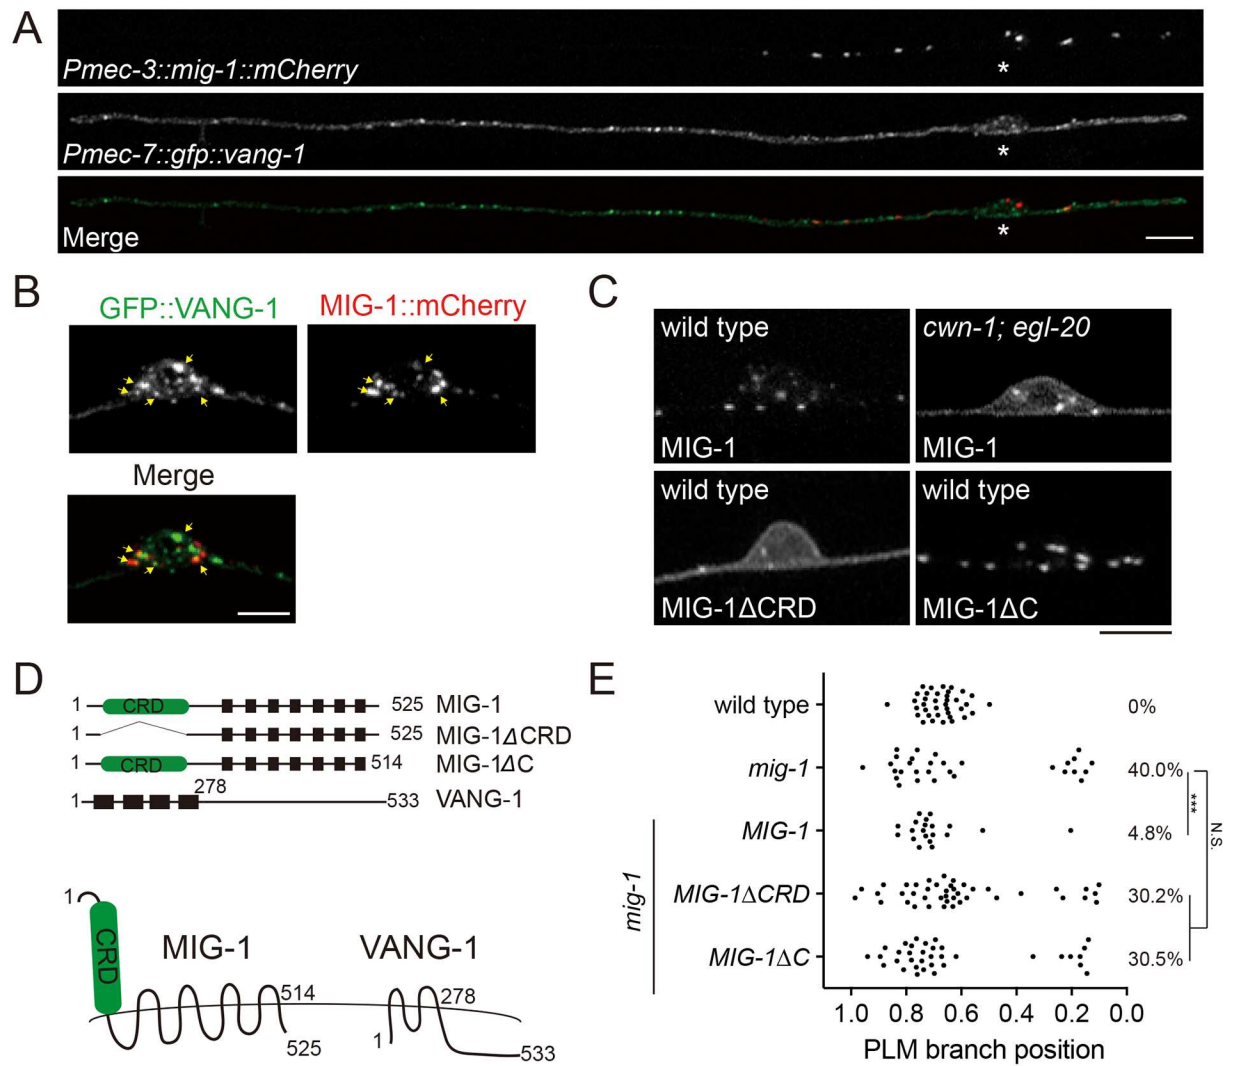 A
Pmec-3::mig-1::mCherry
*
Pmec-7::gfp::vang-1
*
Merge
*
B
GFP::VANG-1
MIG-1::mCherry
Merge
C
wild type
MIG-1
cwn-1; egl-20
MIG-1
wild type
MIG-1ΔCRD
wild type
MIG-1ΔC
D
1 CRD 525 MIG-1
1 525 MIG-1ΔCRD
1 CRD 514 MIG-1ΔC
1 278 533 VANG-1
1
CRD
MIG-1
514
525
VANG-1
278
1
533
E
wild type 0%
mig-1 40.0%
MIG-1 4.8%
MIG-1ΔCRD 30.2%
MIG-1ΔC 30.5%
mig-1
***
N.S.
1.0 0.8 0.6 0.4 0.2 0.0
PLM branch position